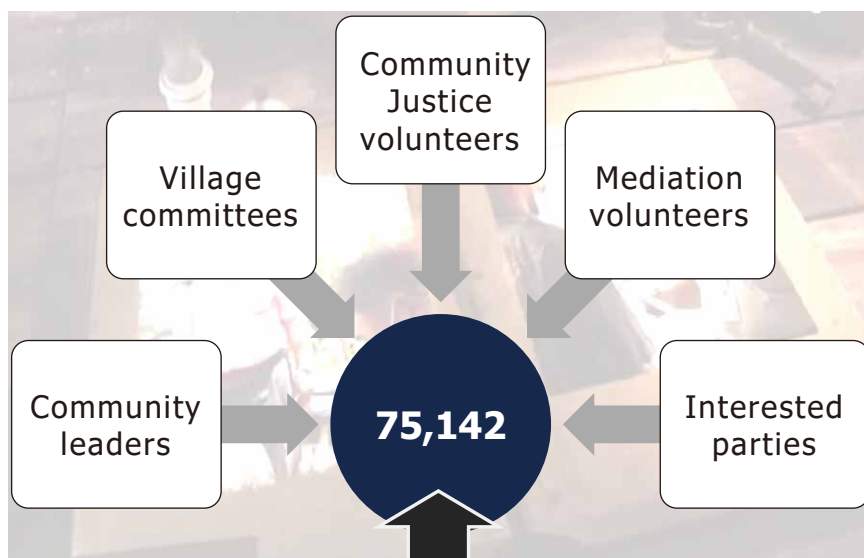 Community
Justice
volunteers
Village
committees
Mediation
volunteers
Community
leaders
75,142
Interested
parties